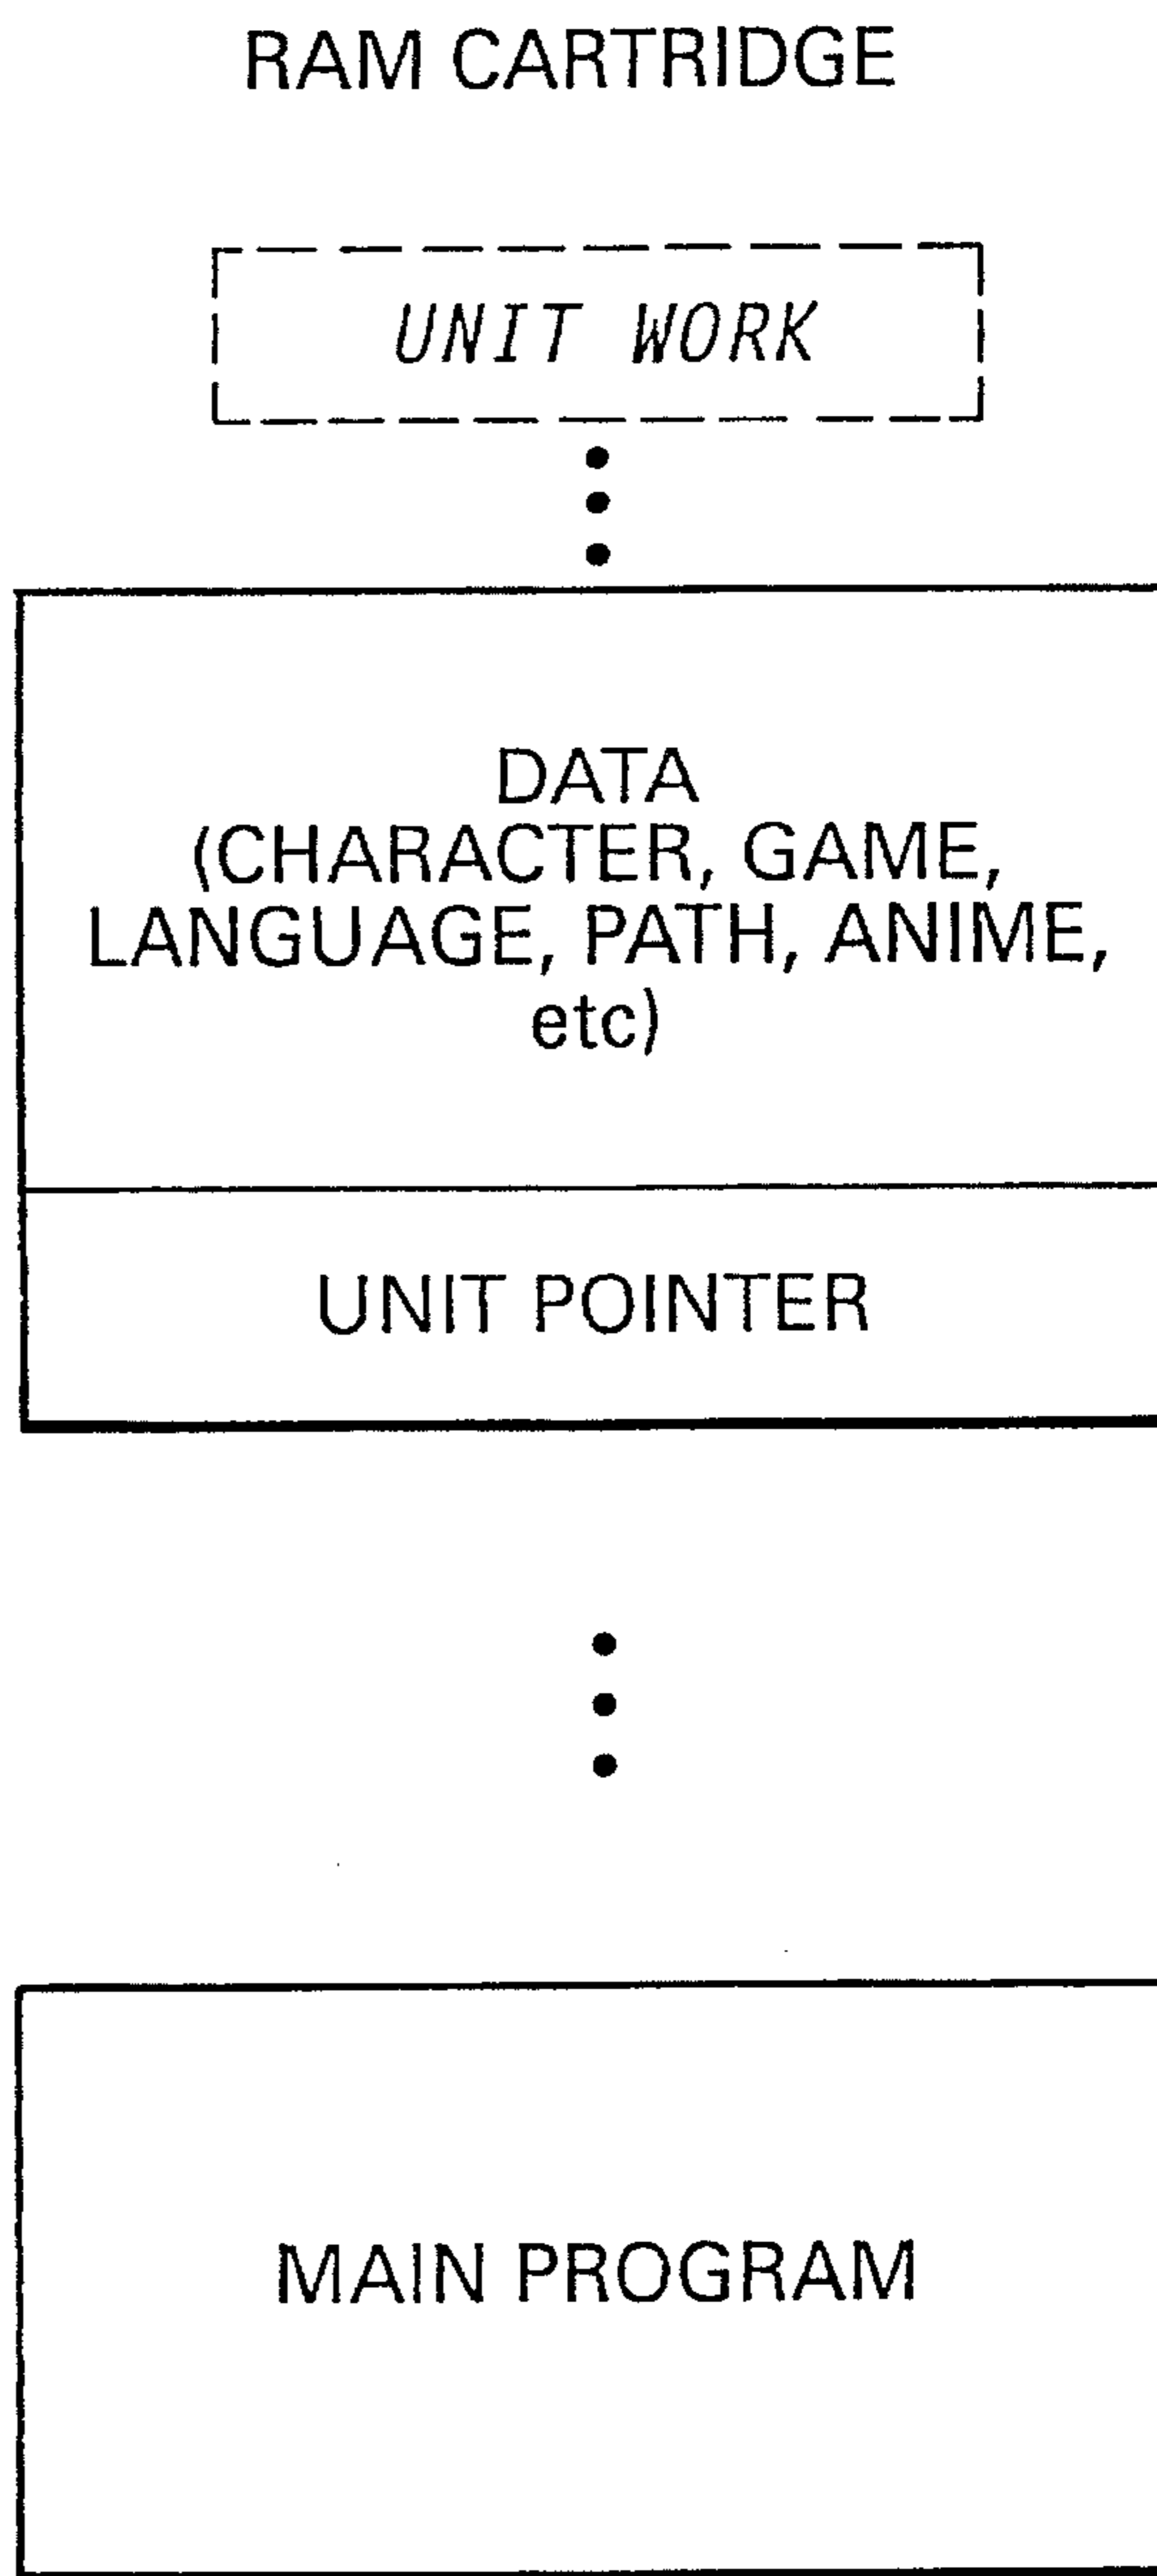 RAM CARTRIDGE
UNIT WORK
DATA
(CHARACTER, GAME,
LANGUAGE, PATH, ANIME,
etc)
UNIT POINTER
MAIN PROGRAM